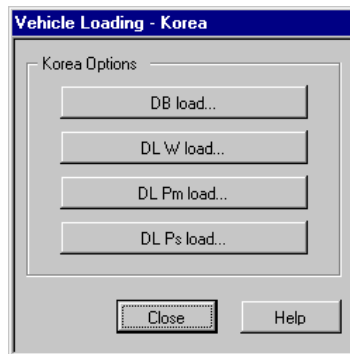 Vehicle Loading - Korea
Korea Options
DB load...
DL W load...
DL Pm load...
DL Ps load...
Close Help